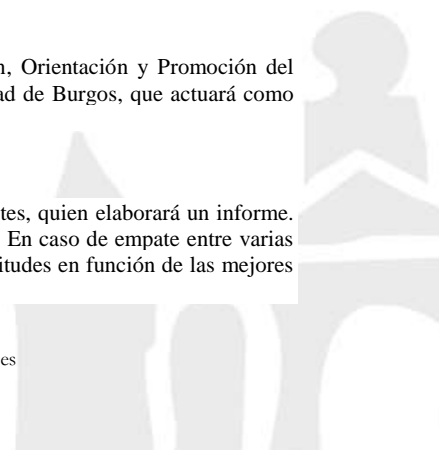 , Orientación y Promoción del
de Burgos, que actuará como
tes, quien elaborará un informe.
En caso de empate entre varias
itudes en función de las mejores
es